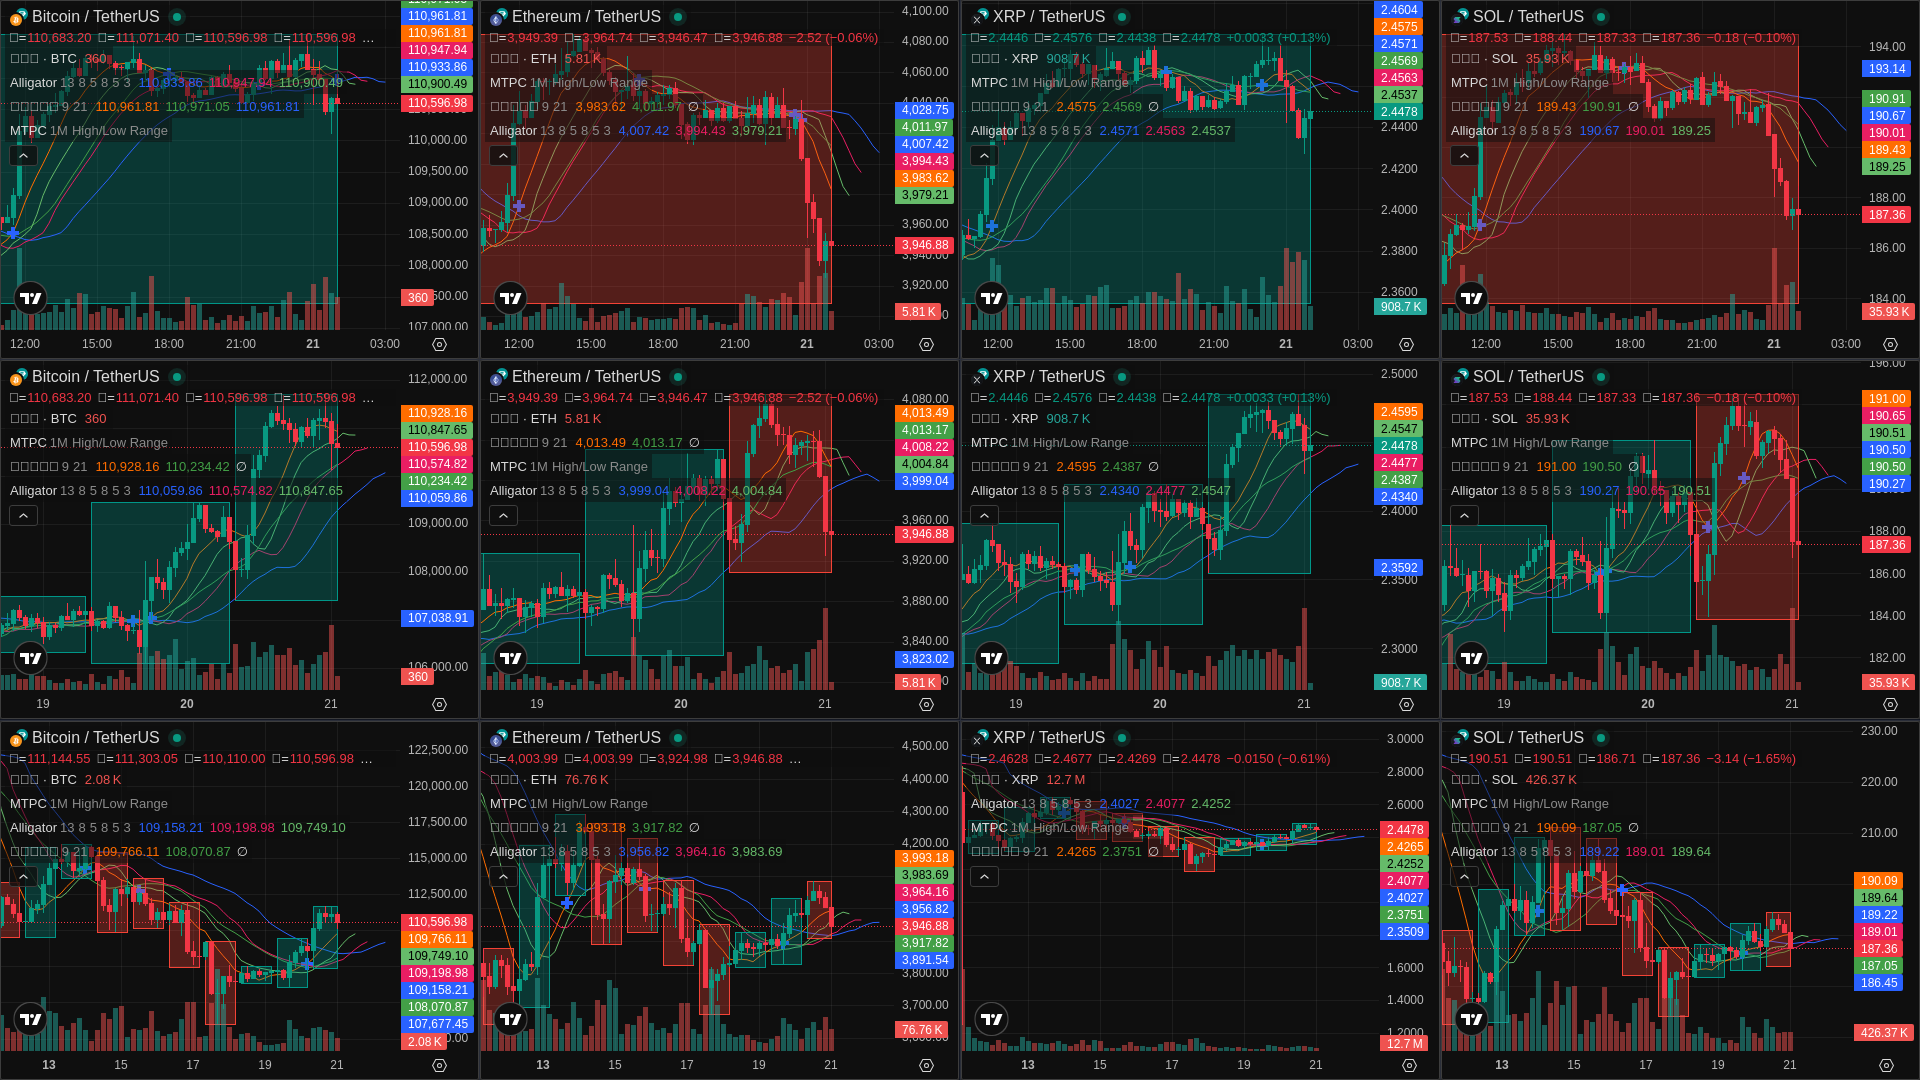 Bitcoin / TetherUS
=110,683.20 =111,071.40 =110,596.98 =110,596.98 …
· BTC 360
Alligator 13 8 5 8 5 3 110,933.86 110,947.94 110,900.49
9 21 110,961.81 110,971.05 110,961.81
MTPC 1M High/Low Range
110,961.81
110,961.81
110,947.94
110,933.86
110,900.49
110,596.98
110,000.00
109,500.00
109,000.00
108,500.00
108,000.00
360
107,000.00
12:00 15:00 18:00 21:00 21 03:00
Ethereum / TetherUS
=3,949.39 =3,964.74 =3,946.47 =3,946.88 −2.52 (−0.06%)
· ETH 5.81 K
MTPC 1M High/Low Range
9 21 3,983.62 4,011.97 ∅
Alligator 13 8 5 8 5 3 4,007.42 3,994.43 3,979.21
4,100.00
4,080.00
4,060.00
4,028.75
4,011.97
4,007.42
3,994.43
3,983.62
3,979.21
3,960.00
3,946.88
3,940.00
3,920.00
5.81 K
12:00 15:00 18:00 21:00 21 03:00
XRP / TetherUS
=2.4446 =2.4576 =2.4438 =2.4478 +0.0033 (+0.13%)
· XRP 908.7 K
MTPC 1M High/Low Range
9 21 2.4575 2.4569 ∅
Alligator 13 8 5 8 5 3 2.4571 2.4563 2.4537
2.4604
2.4575
2.4571
2.4569
2.4563
2.4537
2.4478
2.4400
2.4200
2.4000
2.3800
2.3600
908.7 K
12:00 15:00 18:00 21:00 21 03:00
SOL / TetherUS
=187.53 =188.44 =187.33 =187.36 −0.18 (−0.10%)
· SOL 35.93 K
MTPC 1M High/Low Range
9 21 189.43 190.91 ∅
Alligator 13 8 5 8 5 3 190.67 190.01 189.25
194.00
193.14
190.91
190.67
190.01
189.43
189.25
188.00
187.36
186.00
184.00
35.93 K
12:00 15:00 18:00 21:00 21 03:00
Bitcoin / TetherUS
=110,683.20 =111,071.40 =110,596.98 =110,596.98 …
· BTC 360
MTPC 1M High/Low Range
9 21 110,928.16 110,234.42 ∅
Alligator 13 8 5 8 5 3 110,059.86 110,574.82 110,847.65
112,000.00
110,928.16
110,847.65
110,596.98
110,574.82
110,234.42
110,059.86
109,000.00
108,000.00
107,038.91
106,000.00
360
19 20 21
Ethereum / TetherUS
=3,949.39 =3,964.74 =3,946.47 =3,946.88 −2.52 (−0.06%)
· ETH 5.81 K
9 21 4,013.49 4,013.17 ∅
MTPC 1M High/Low Range
Alligator 13 8 5 8 5 3 3,999.04 4,008.22 4,004.84
4,080.00
4,013.49
4,013.17
4,008.22
4,004.84
3,999.04
3,960.00
3,946.88
3,920.00
3,880.00
3,840.00
3,823.02
5.81 K
19 20 21
XRP / TetherUS
=2.4446 =2.4576 =2.4438 =2.4478 +0.0033 (+0.13%)
· XRP 908.7 K
MTPC 1M High/Low Range
9 21 2.4595 2.4387 ∅
Alligator 13 8 5 8 5 3 2.4340 2.4477 2.4547
2.5000
2.4595
2.4547
2.4478
2.4477
2.4387
2.4340
2.4000
2.3592
2.3500
2.3000
908.7 K
19 20 21
SOL / TetherUS
=187.53 =188.44 =187.33 =187.36 −0.18 (−0.10%)
· SOL 35.93 K
MTPC 1M High/Low Range
9 21 191.00 190.50 ∅
Alligator 13 8 5 8 5 3 190.27 190.65 190.51
196.00
191.00
190.65
190.51
190.50
190.50
190.27
188.00
187.36
186.00
184.00
182.00
35.93 K
19 20 21
Bitcoin / TetherUS
=111,144.55 =111,303.05 =110,110.00 =110,596.98 …
· BTC 2.08 K
MTPC 1M High/Low Range
Alligator 13 8 5 8 5 3 109,158.21 109,198.98 109,749.10
9 21 109,766.11 108,070.87 ∅
122,500.00
120,000.00
117,500.00
115,000.00
112,500.00
110,596.98
109,766.11
109,749.10
109,198.98
109,158.21
108,070.87
107,677.45
2.08 K
13 15 17 19 21
Ethereum / TetherUS
=4,003.99 =4,003.99 =3,924.98 =3,946.88 …
· ETH 76.76 K
MTPC 1M High/Low Range
9 21 3,993.18 3,917.82 ∅
Alligator 13 8 5 8 5 3 3,956.82 3,964.16 3,983.69
4,500.00
4,400.00
4,300.00
4,200.00
3,993.18
3,983.69
3,964.16
3,956.82
3,946.88
3,917.82
3,891.54
3,800.00
3,700.00
76.76 K
3,600.00
13 15 17 19 21
XRP / TetherUS
=2.4628 =2.4677 =2.4269 =2.4478 −0.0150 (−0.61%)
· XRP 12.7 M
Alligator 13 8 5 8 5 3 2.4027 2.4077 2.4252
MTPC 1M High/Low Range
9 21 2.4265 2.3751 ∅
3.0000
2.8000
2.6000
2.4478
2.4265
2.4252
2.4077
2.4027
2.3751
2.3509
1.6000
1.4000
1.2000
12.7 M
13 15 17 19 21
SOL / TetherUS
=190.51 =190.51 =186.71 =187.36 −3.14 (−1.65%)
· SOL 426.37 K
MTPC 1M High/Low Range
9 21 190.09 187.05 ∅
Alligator 13 8 5 8 5 3 189.22 189.01 189.64
230.00
220.00
210.00
190.09
189.64
189.22
189.01
187.36
187.05
186.45
426.37 K
13 15 17 19 21